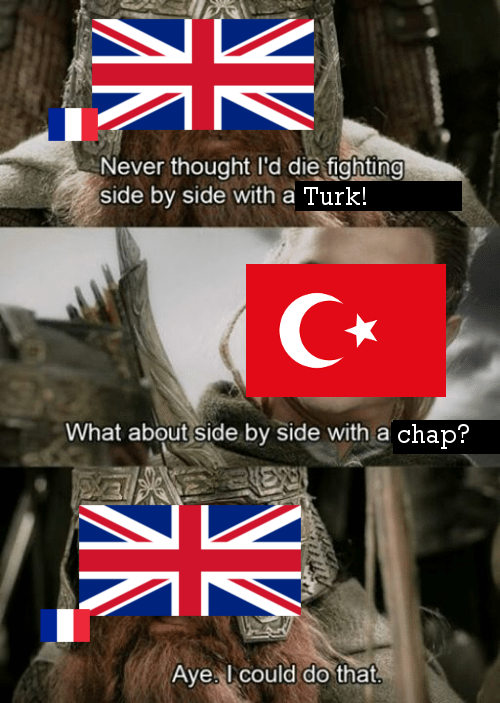 Never thought I'd die fighting
side by side with a Turk!
What about side by side with a chap?
Aye. I could do that.